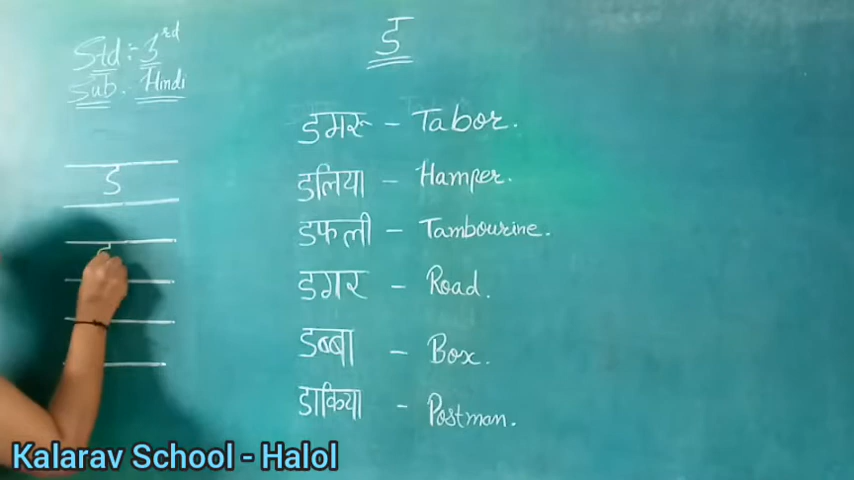 Std :- 3rd
Sub. Hindi
ड
ड
डमरू - Tabor.
डलिया - Hamper.
डफली - Tambourine.
डगर - Road.
डब्बा - Box.
डाकिया - Postman.
Kalarav School - Halol